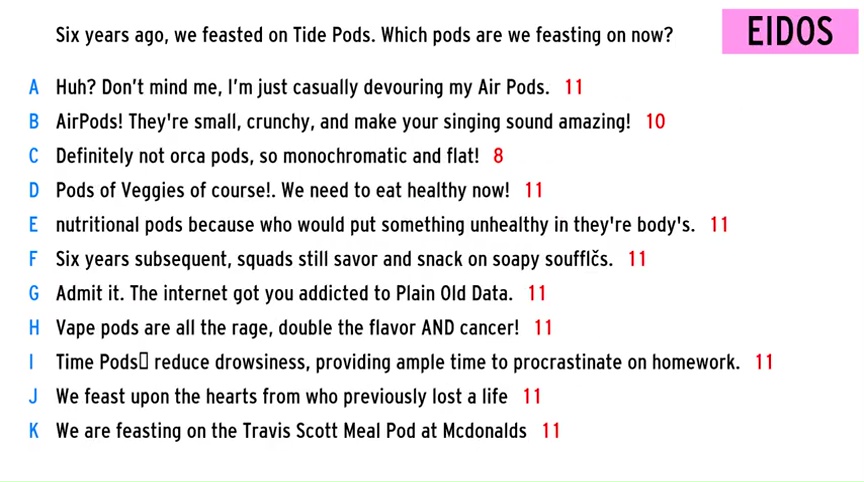 Six years ago, we feasted on Tide Pods. Which pods are we feasting on now?
EIDOS
A Huh? Don't mind me, I'm just casually devouring my Air Pods. 11
B AirPods! They're small, crunchy, and make your singing sound amazing! 10
C Definitely not orca pods, so monochromatic and flat! 8
D Pods of Veggies of course!. We need to eat healthy now! 11
E nutritional pods because who would put something unhealthy in they're body's. 11
F Six years subsequent, squads still savor and snack on soapy soufflčs. 11
G Admit it. The internet got you addicted to Plain Old Data. 11
H Vape pods are all the rage, double the flavor AND cancer! 11
I Time Pods▯ reduce drowsiness, providing ample time to procrastinate on homework. 11
J We feast upon the hearts from who previously lost a life 11
K We are feasting on the Travis Scott Meal Pod at Mcdonalds 11